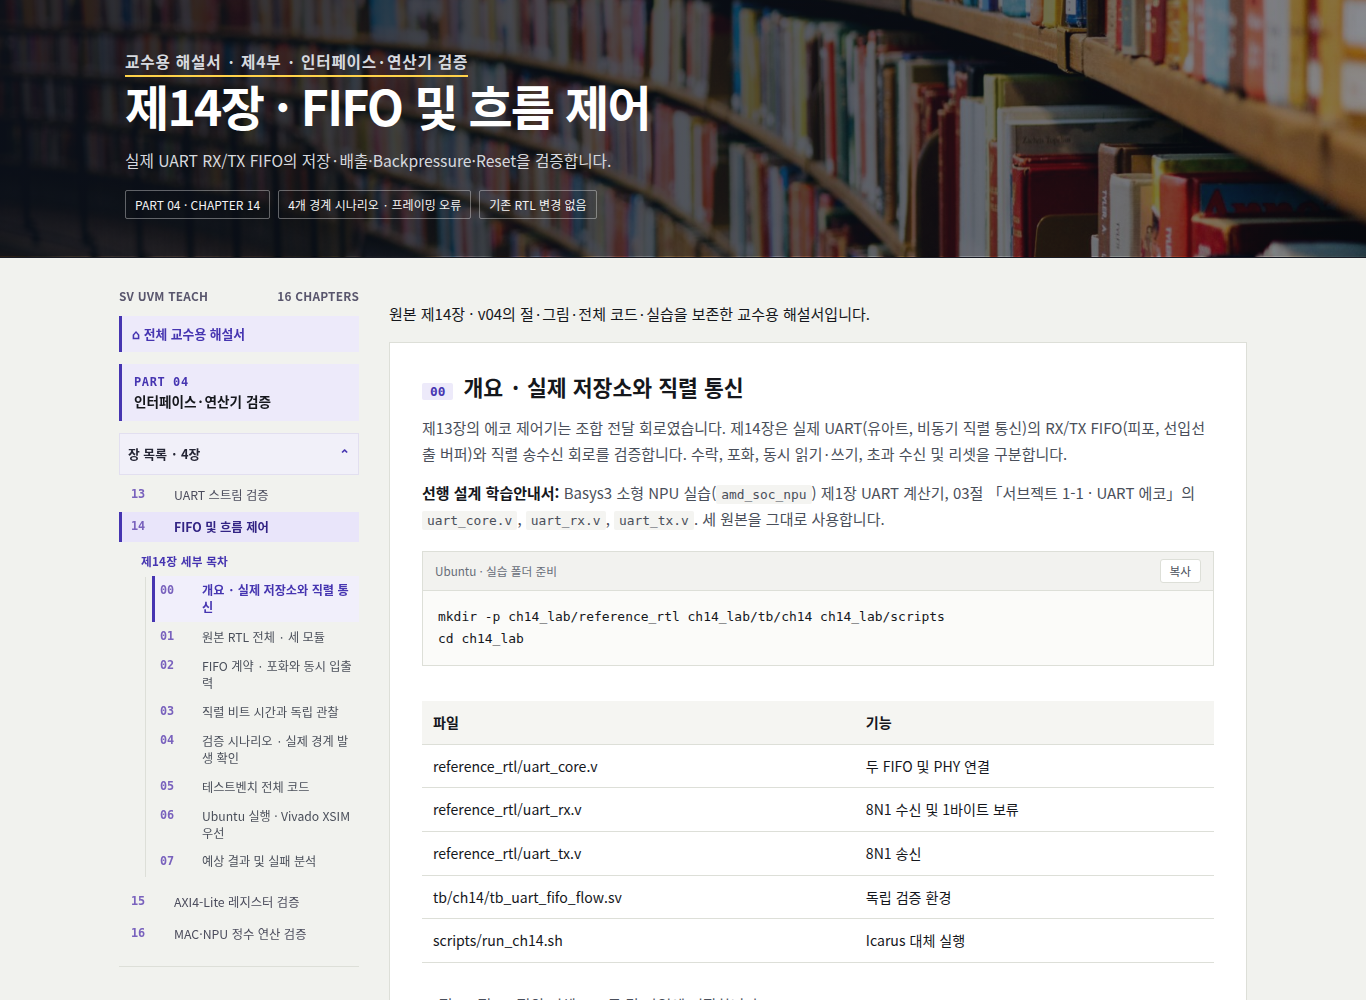 교수용 해설서 · 제4부 · 인터페이스·연산기 검증
제14장 · FIFO 및 흐름 제어
실제 UART RX/TX FIFO의 저장·배출·Backpressure·Reset을 검증합니다.
PART 04 · CHAPTER 14
4개 경계 시나리오 · 프레이밍 오류
기존 RTL 변경 없음
SV UVM TEACH
16 CHAPTERS
⌂ 전체 교수용 해설서
PART 04
인터페이스·연산기 검증
장 목록 · 4장
13 UART 스트림 검증
14 FIFO 및 흐름 제어
제14장 세부 목차
00 개요 · 실제 저장소와 직렬 통
신
01 원본 RTL 전체 · 세 모듈
02 FIFO 계약 · 포화와 동시 입출
력
03 직렬 비트 시간과 독립 관찰
04 검증 시나리오 · 실제 경계 발
생 확인
05 테스트벤치 전체 코드
06 Ubuntu 실행 · Vivado XSIM
우선
07 예상 결과 및 실패 분석
15 AXI4-Lite 레지스터 검증
16 MAC·NPU 정수 연산 검증
원본 제14장 · v04의 절·그림·전체 코드·실습을 보존한 교수용 해설서입니다.
00 개요 · 실제 저장소와 직렬 통신
제13장의 에코 제어기는 조합 전달 회로였습니다. 제14장은 실제 UART(유아트, 비동기 직렬 통신)의 RX/TX FIFO(피포, 선입선
출 버퍼)와 직렬 송수신 회로를 검증합니다. 수락, 포화, 동시 읽기·쓰기, 초과 수신 및 리셋을 구분합니다.
선행 설계 학습안내서: Basys3 소형 NPU 실습( amd_soc_npu ) 제1장 UART 계산기, 03절 「서브젝트 1-1 · UART 에코」의
uart_core.v , uart_rx.v , uart_tx.v . 세 원본을 그대로 사용합니다.
Ubuntu · 실습 폴더 준비
복사
mkdir -p ch14_lab/reference_rtl ch14_lab/tb/ch14 ch14_lab/scripts
cd ch14_lab
파일 기능
reference_rtl/uart_core.v 두 FIFO 및 PHY 연결
reference_rtl/uart_rx.v 8N1 수신 및 1바이트 보류
reference_rtl/uart_tx.v 8N1 송신
tb/ch14/tb_uart_fifo_flow.sv 독립 검증 환경
scripts/run_ch14.sh Icarus 대체 실행